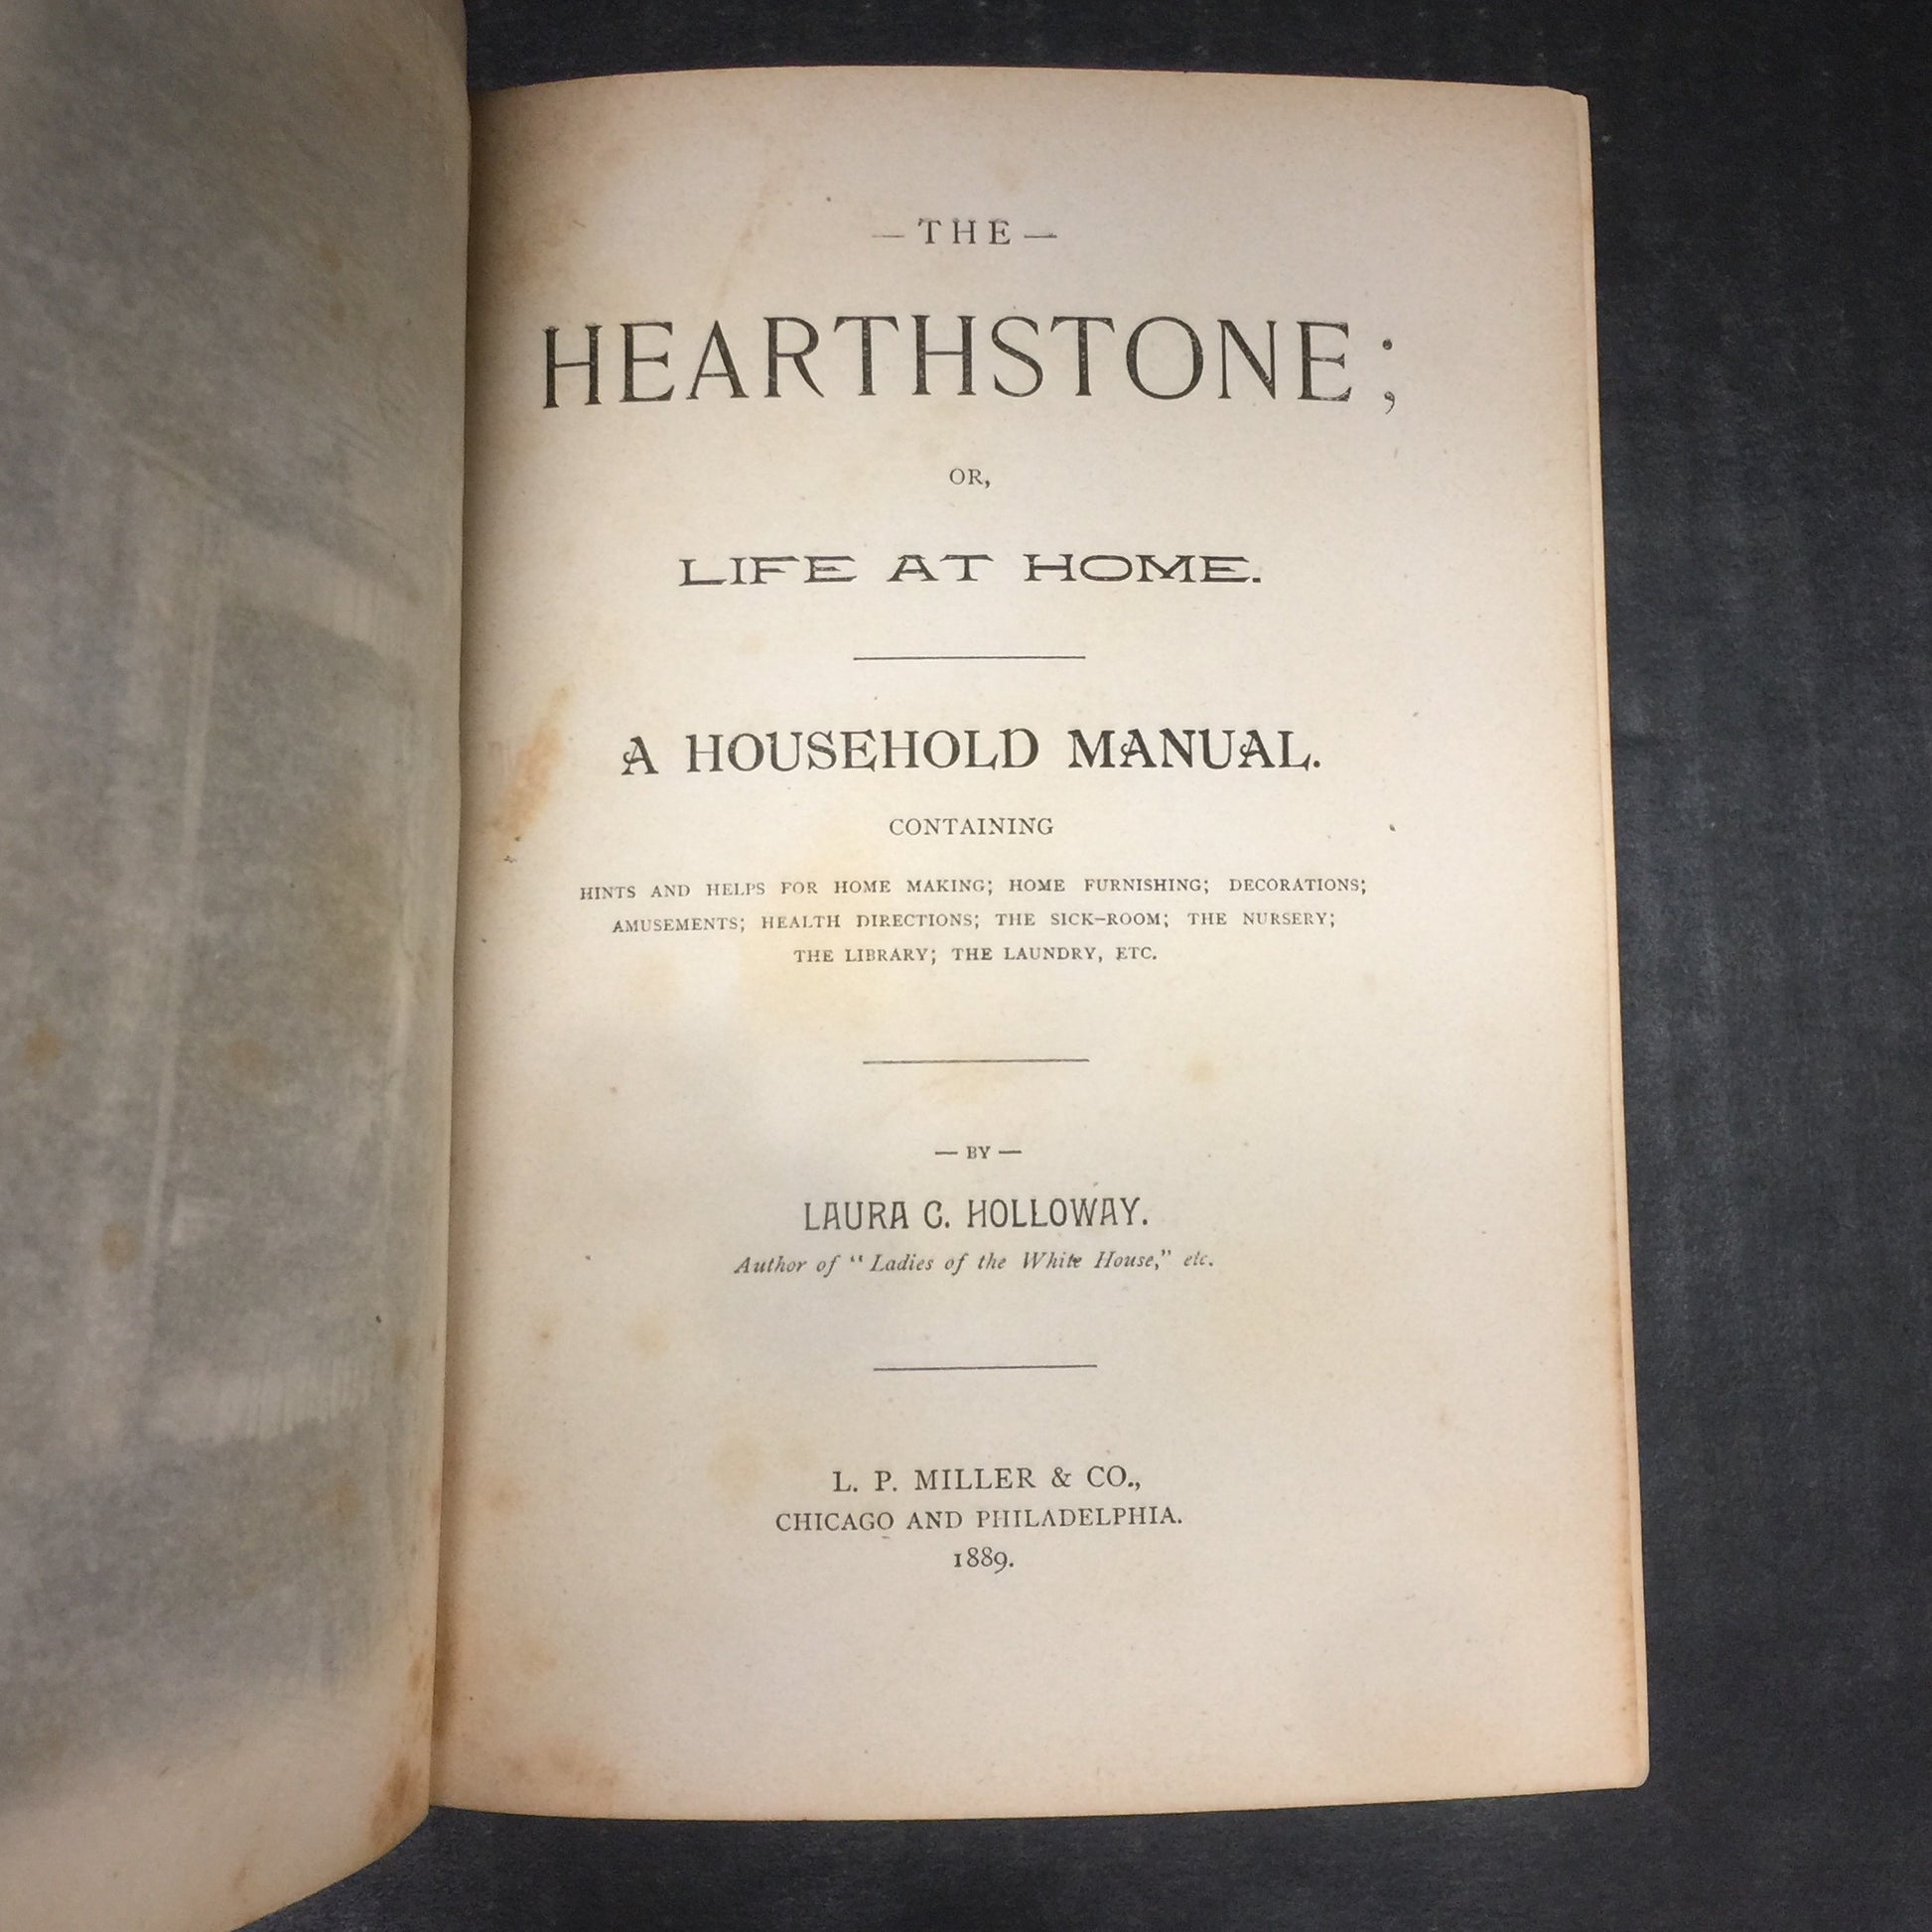 — THE —
HEARTHSTONE;
OR,
LIFE AT HOME.
A HOUSEHOLD MANUAL.
CONTAINING
HINTS AND HELPS FOR HOME MAKING; HOME FURNISHING; DECORATIONS;
AMUSEMENTS; HEALTH DIRECTIONS; THE SICK-ROOM; THE NURSERY;
THE LIBRARY; THE LAUNDRY, ETC.
— BY —
LAURA C. HOLLOWAY.
Author of "Ladies of the White House," etc.
L. P. MILLER & CO.,
CHICAGO AND PHILADELPHIA.
1889.